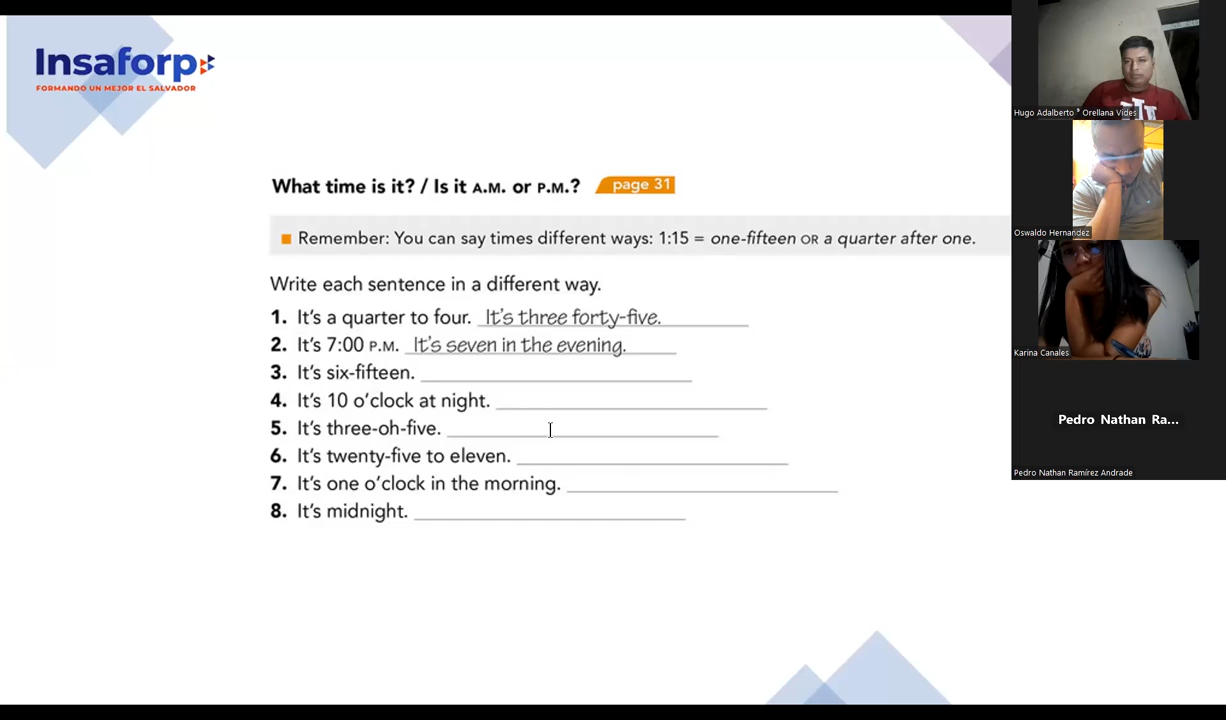 Insaforp
FORMANDO UN MEJOR EL SALVADOR
What time is it? / Is it A.M. or P.M.? page 31
Remember: You can say times different ways: 1:15 = one-fifteen OR a quarter after one.
Write each sentence in a different way.
1. It's a quarter to four. It's three forty-five.
2. It's 7:00 P.M. It's seven in the evening.
3. It's six-fifteen.
4. It's 10 o'clock at night.
5. It's three-oh-five.
6. It's twenty-five to eleven.
7. It's one o'clock in the morning.
8. It's midnight.
Hugo Adalberto * Orellana Vides
Oswaldo Hernandez
Karina Canales
Pedro Nathan Ra...
Pedro Nathan Ramírez Andrade